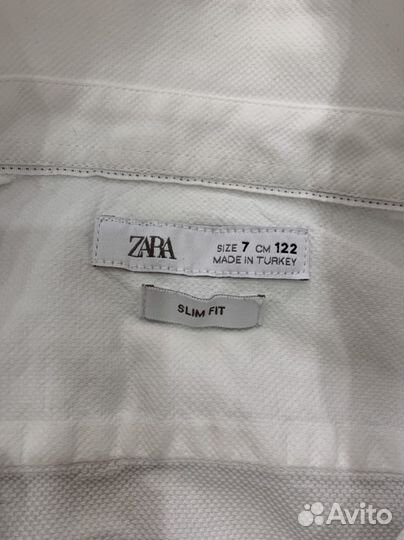 ZARA
SIZE 7 CM 122
MADE IN TURKEY
SLIM FIT
Avito